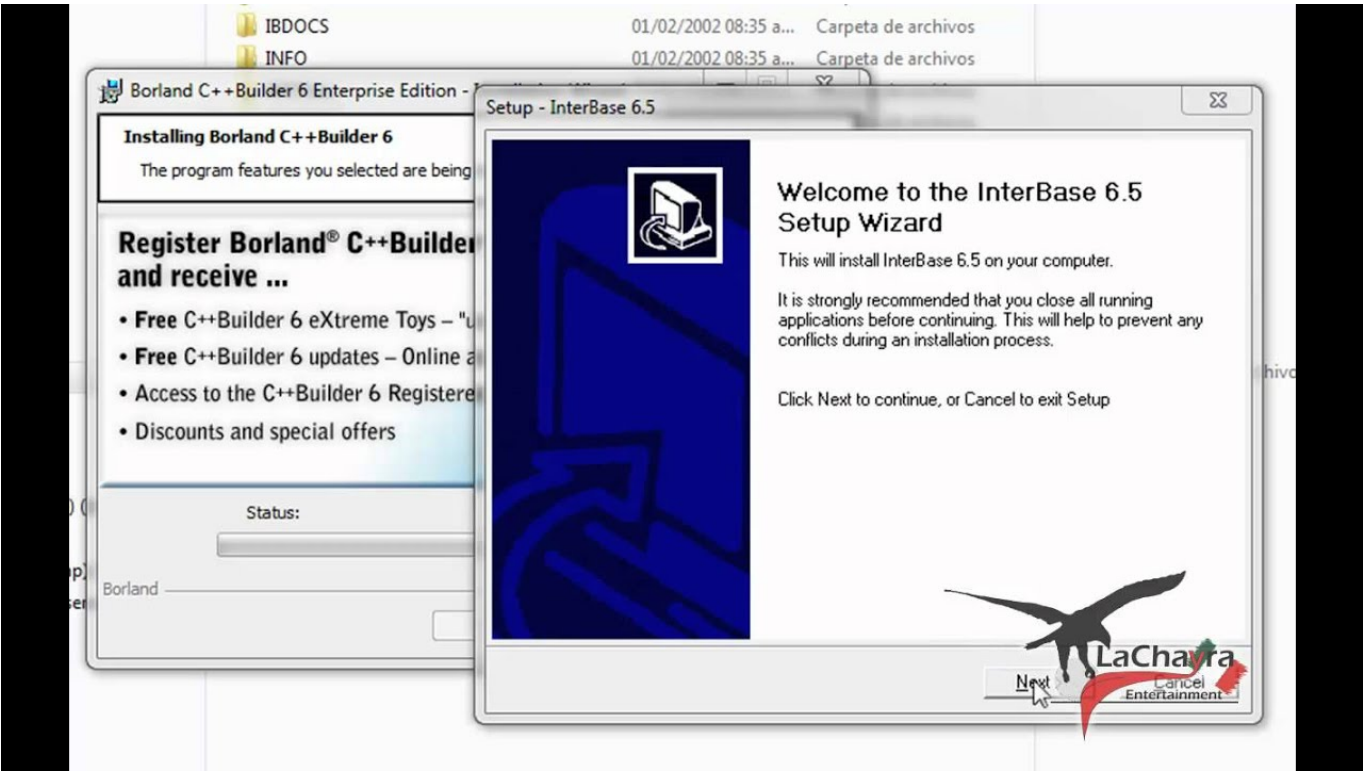 IBDOCS 01/02/2002 08:35 a... Carpeta de archivos
INFO 01/02/2002 08:35 a... Carpeta de archivos
Borland C++Builder 6 Enterprise Edition -
Installing Borland C++Builder 6
The program features you selected are being
Register Borland® C++Builder
and receive ...
• Free C++Builder 6 eXtreme Toys – "u
• Free C++Builder 6 updates – Online a
• Access to the C++Builder 6 Registere
• Discounts and special offers
Status:
Borland
Setup - InterBase 6.5
Welcome to the InterBase 6.5
Setup Wizard
This will install InterBase 6.5 on your computer.
It is strongly recommended that you close all running
applications before continuing. This will help to prevent any
conflicts during an installation process.
Click Next to continue, or Cancel to exit Setup
Next >
Cancel
LaChayra
Entertainment